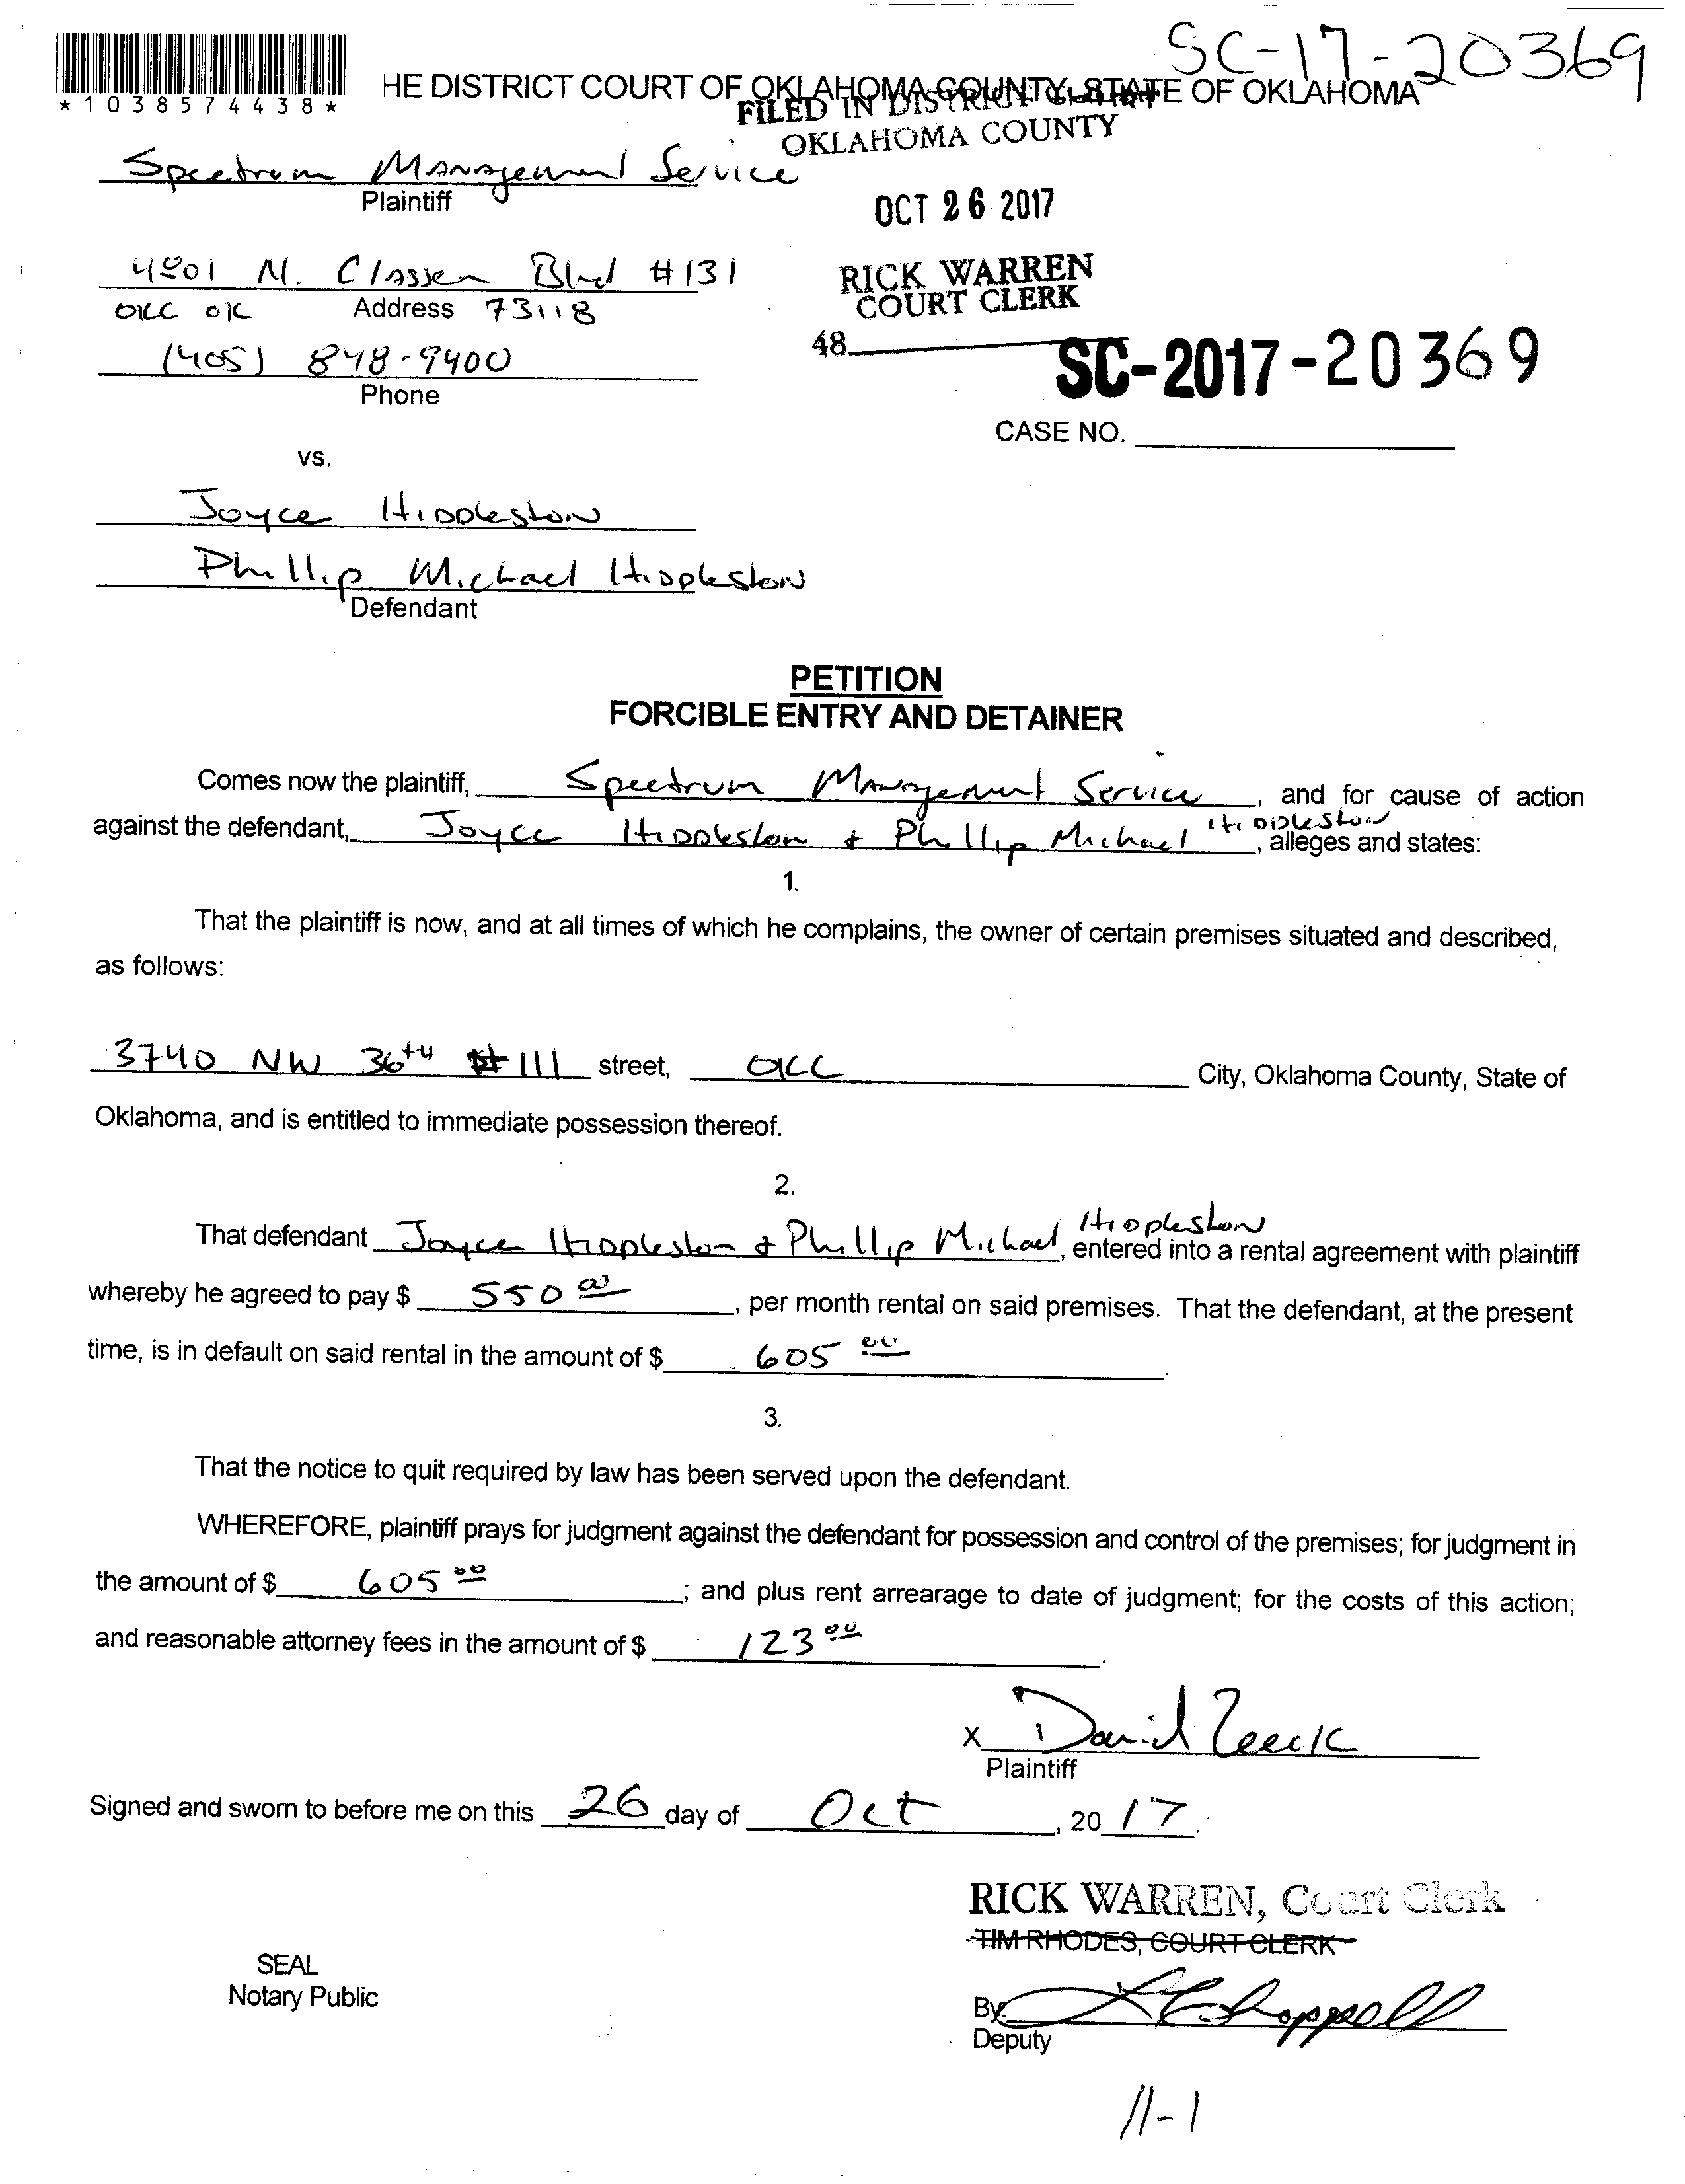 SC-17-20369
*1038574438*
HE DISTRICT COURT OF OKLAHOMA COUNTY, STATE OF OKLAHOMA
FILED IN DISTRICT COURT
OKLAHOMA COUNTY
Spectrum Management Service
Plaintiff
OCT 26 2017
4801 N. Classen Blvd #131
OKC OK Address 73118
RICK WARREN
COURT CLERK
(405) 848-9400
Phone
48
SC-2017-20369
CASE NO.
vs.
Joyce Hiddleston
Phillip Michael Hiddleston
Defendant
PETITION
FORCIBLE ENTRY AND DETAINER
Comes now the plaintiff, Spectrum Management Service, and for cause of action
against the defendant, Joyce Hiddleston + Phillip Michael Hiddleston, alleges and states:
1.
That the plaintiff is now, and at all times of which he complains, the owner of certain premises situated and described,
as follows:
3740 NW 36th #111 street, OKC City, Oklahoma County, State of
Oklahoma, and is entitled to immediate possession thereof.
2.
That defendant Joyce Hiddleston + Phillip Michael Hiddleston, entered into a rental agreement with plaintiff
whereby he agreed to pay $ 550 00, per month rental on said premises. That the defendant, at the present
time, is in default on said rental in the amount of $ 605 00.
3.
That the notice to quit required by law has been served upon the defendant.
WHEREFORE, plaintiff prays for judgment against the defendant for possession and control of the premises; for judgment in
the amount of $ 605 00; and plus rent arrearage to date of judgment; for the costs of this action;
and reasonable attorney fees in the amount of $ 123 00.
X David
Plaintiff
Signed and sworn to before me on this 26 day of Oct, 2017.
RICK WARREN, Court Clerk
TIM RHODES, COURT CLERK
SEAL
Notary Public
By: Chappell
Deputy
11-1